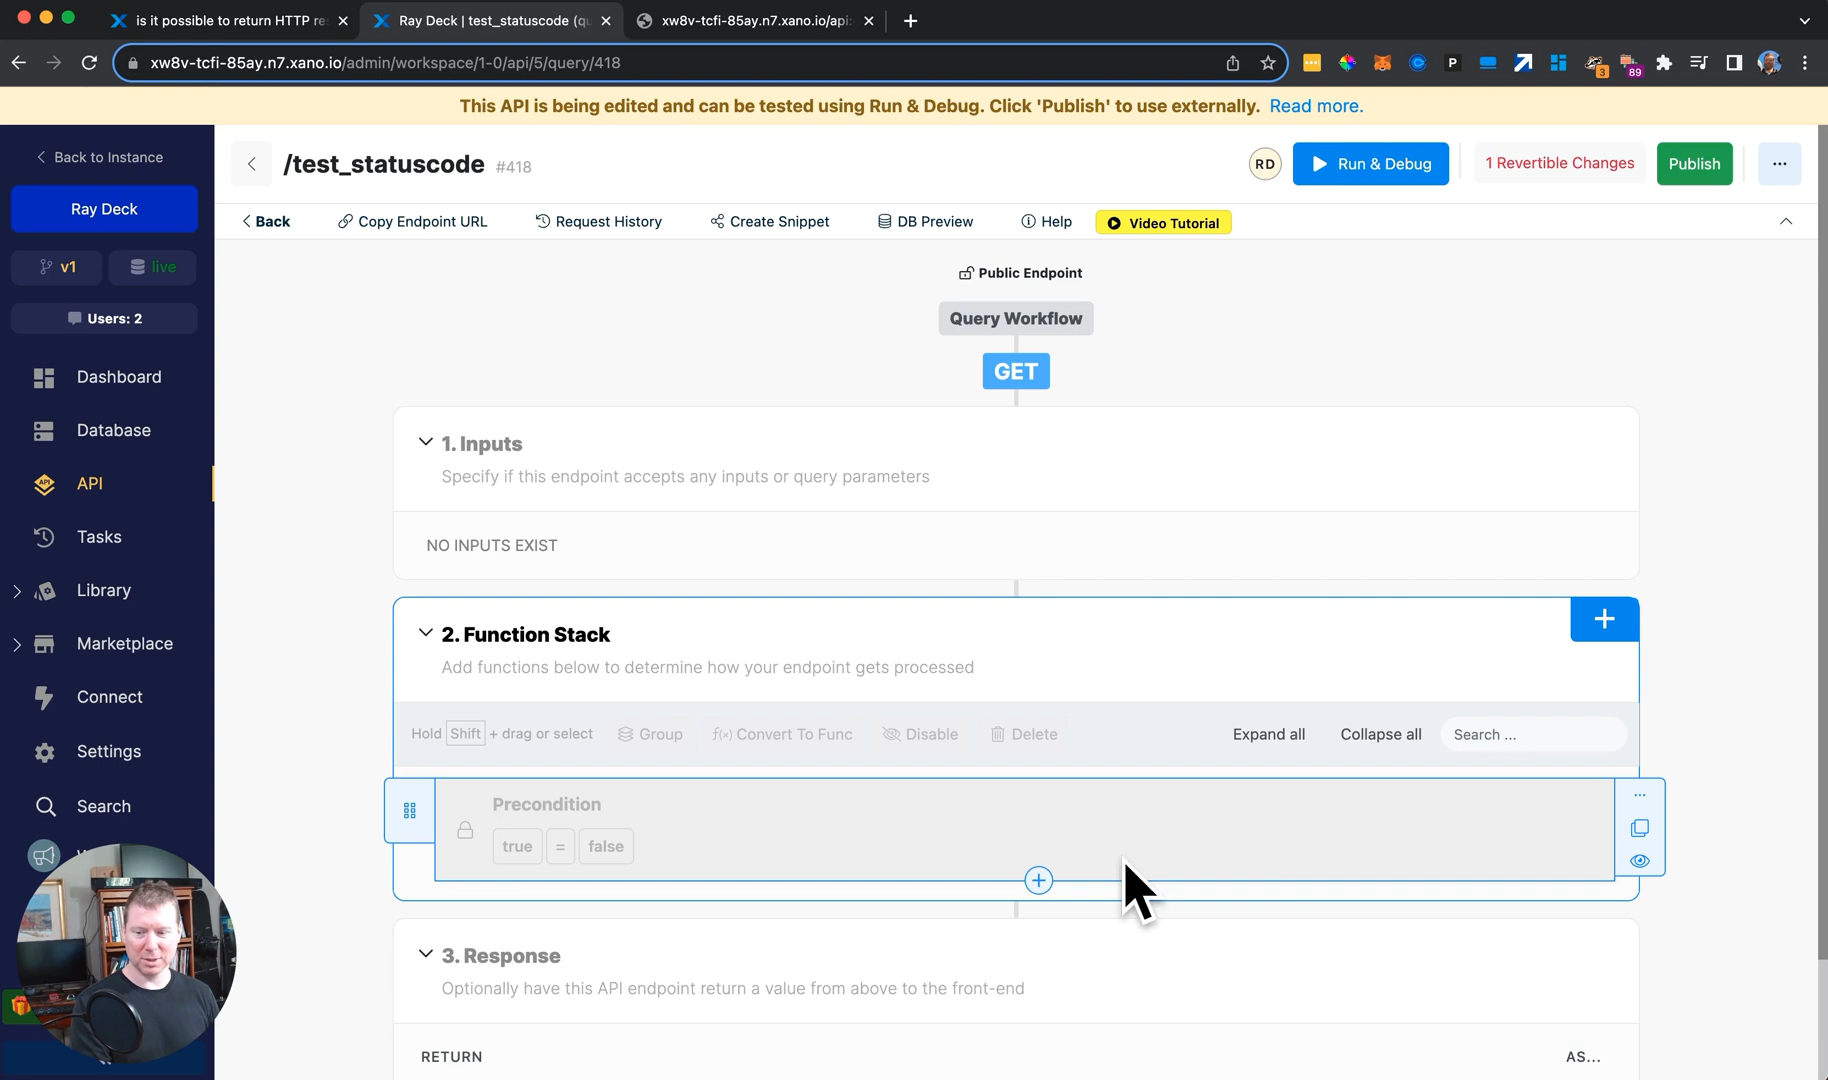 is it possible to return HTTP re
Ray Deck | test_statuscode (qu
xw8v-tcfi-85ay.n7.xano.io/api:
xw8v-tcfi-85ay.n7.xano.io/admin/workspace/1-0/api/5/query/418
P
3
89
This API is being edited and can be tested using Run & Debug. Click 'Publish' to use externally. Read more.
Back to Instance
Ray Deck
v1
live
Users: 2
Dashboard
Database
API
Tasks
Library
Marketplace
Connect
Settings
Search
/test_statuscode #418
RD
Run & Debug
1 Revertible Changes
Publish
Back
Copy Endpoint URL
Request History
Create Snippet
DB Preview
Help
Video Tutorial
Public Endpoint
Query Workflow
GET
1. Inputs
Specify if this endpoint accepts any inputs or query parameters
NO INPUTS EXIST
2. Function Stack
Add functions below to determine how your endpoint gets processed
Hold Shift + drag or select
Group
f(x) Convert To Func
Disable
Delete
Expand all
Collapse all
Search ...
Precondition
true = false
3. Response
Optionally have this API endpoint return a value from above to the front-end
RETURN
AS...